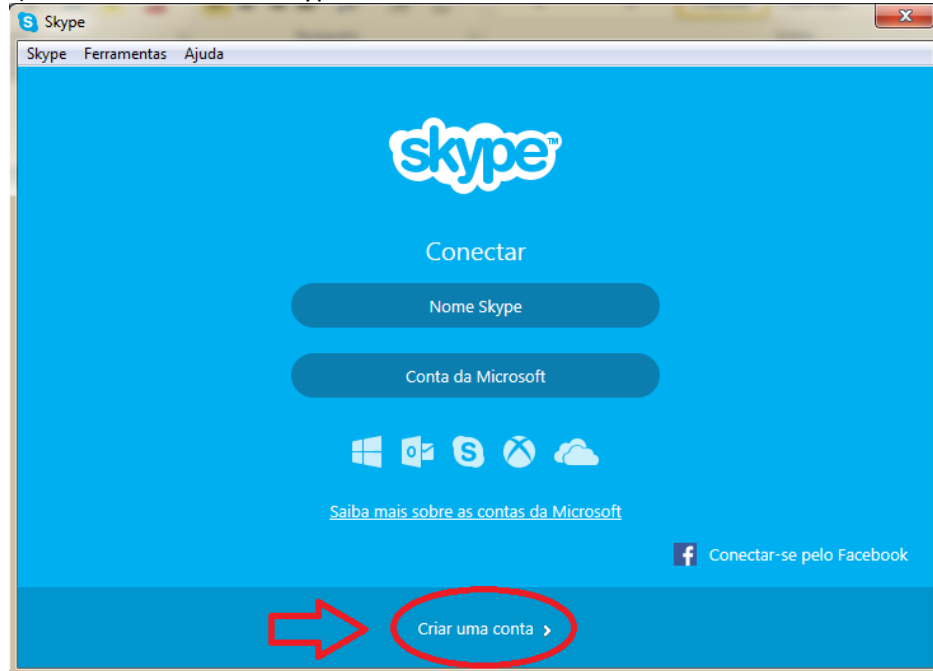 Skype
Skype Ferramentas Ajuda
skype™
Conectar
Nome Skype
Conta da Microsoft
Saiba mais sobre as contas da Microsoft
Conectar-se pelo Facebook
Criar uma conta